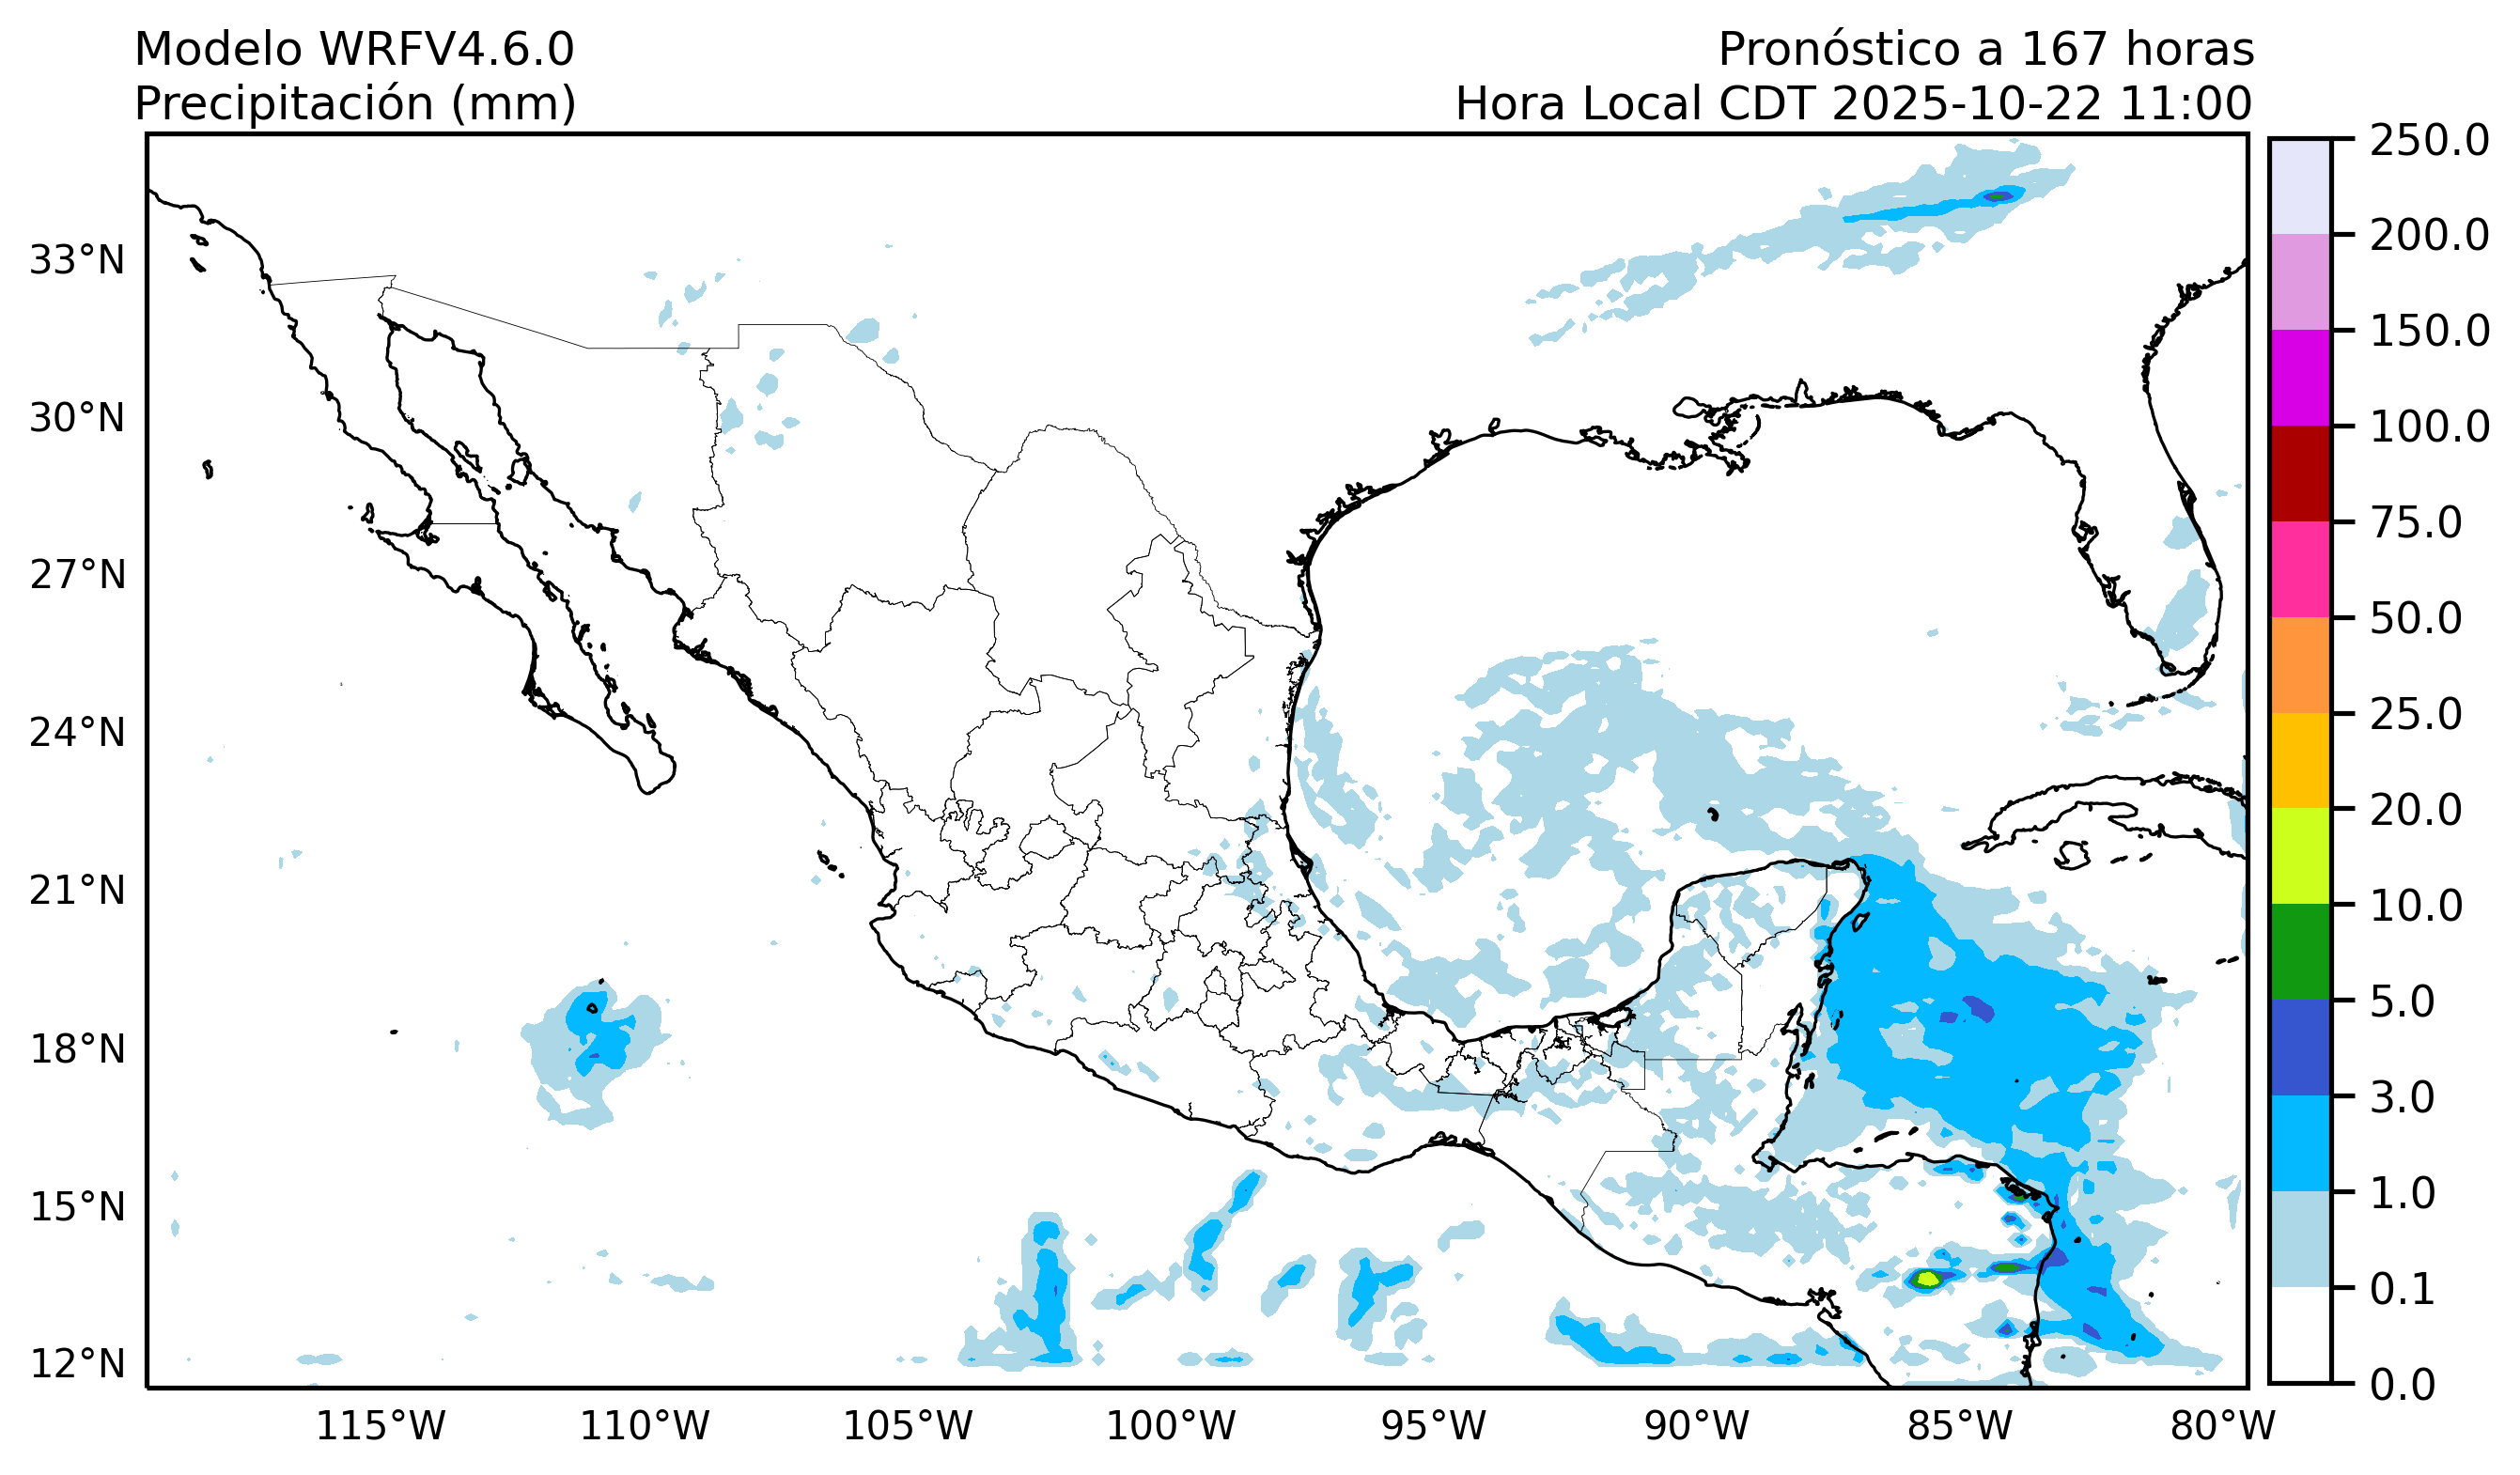 Modelo WRFV4.6.0
Precipitación (mm)
Pronóstico a 167 horas
Hora Local CDT 2025-10-22 11:00
33°N
30°N
27°N
24°N
21°N
18°N
15°N
12°N
115°W
110°W
105°W
100°W
95°W
90°W
85°W
80°W
250.0
200.0
150.0
100.0
75.0
50.0
25.0
20.0
10.0
5.0
3.0
1.0
0.1
0.0